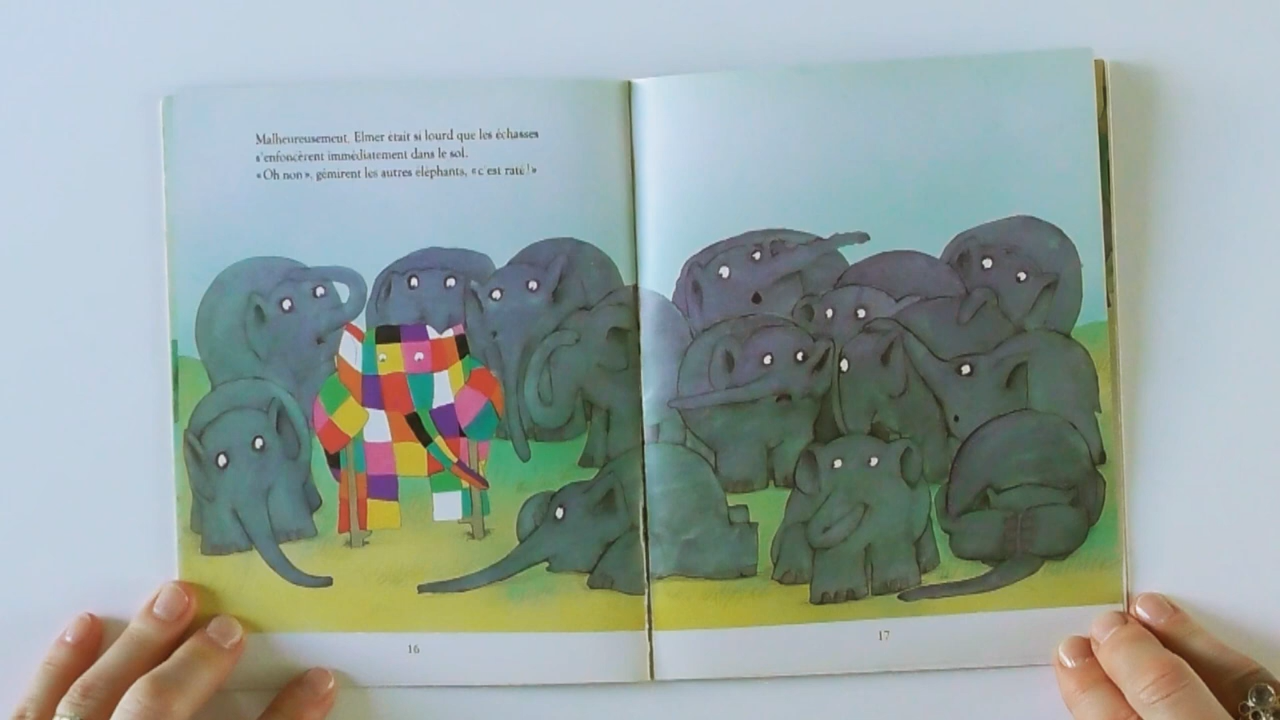 Malheureusement, Elmer était si lourd que les échasses
s'enfoncèrent immédiatement dans le sol.
«Oh non», gémirent les autres éléphants, «c'est raté!»
16
17